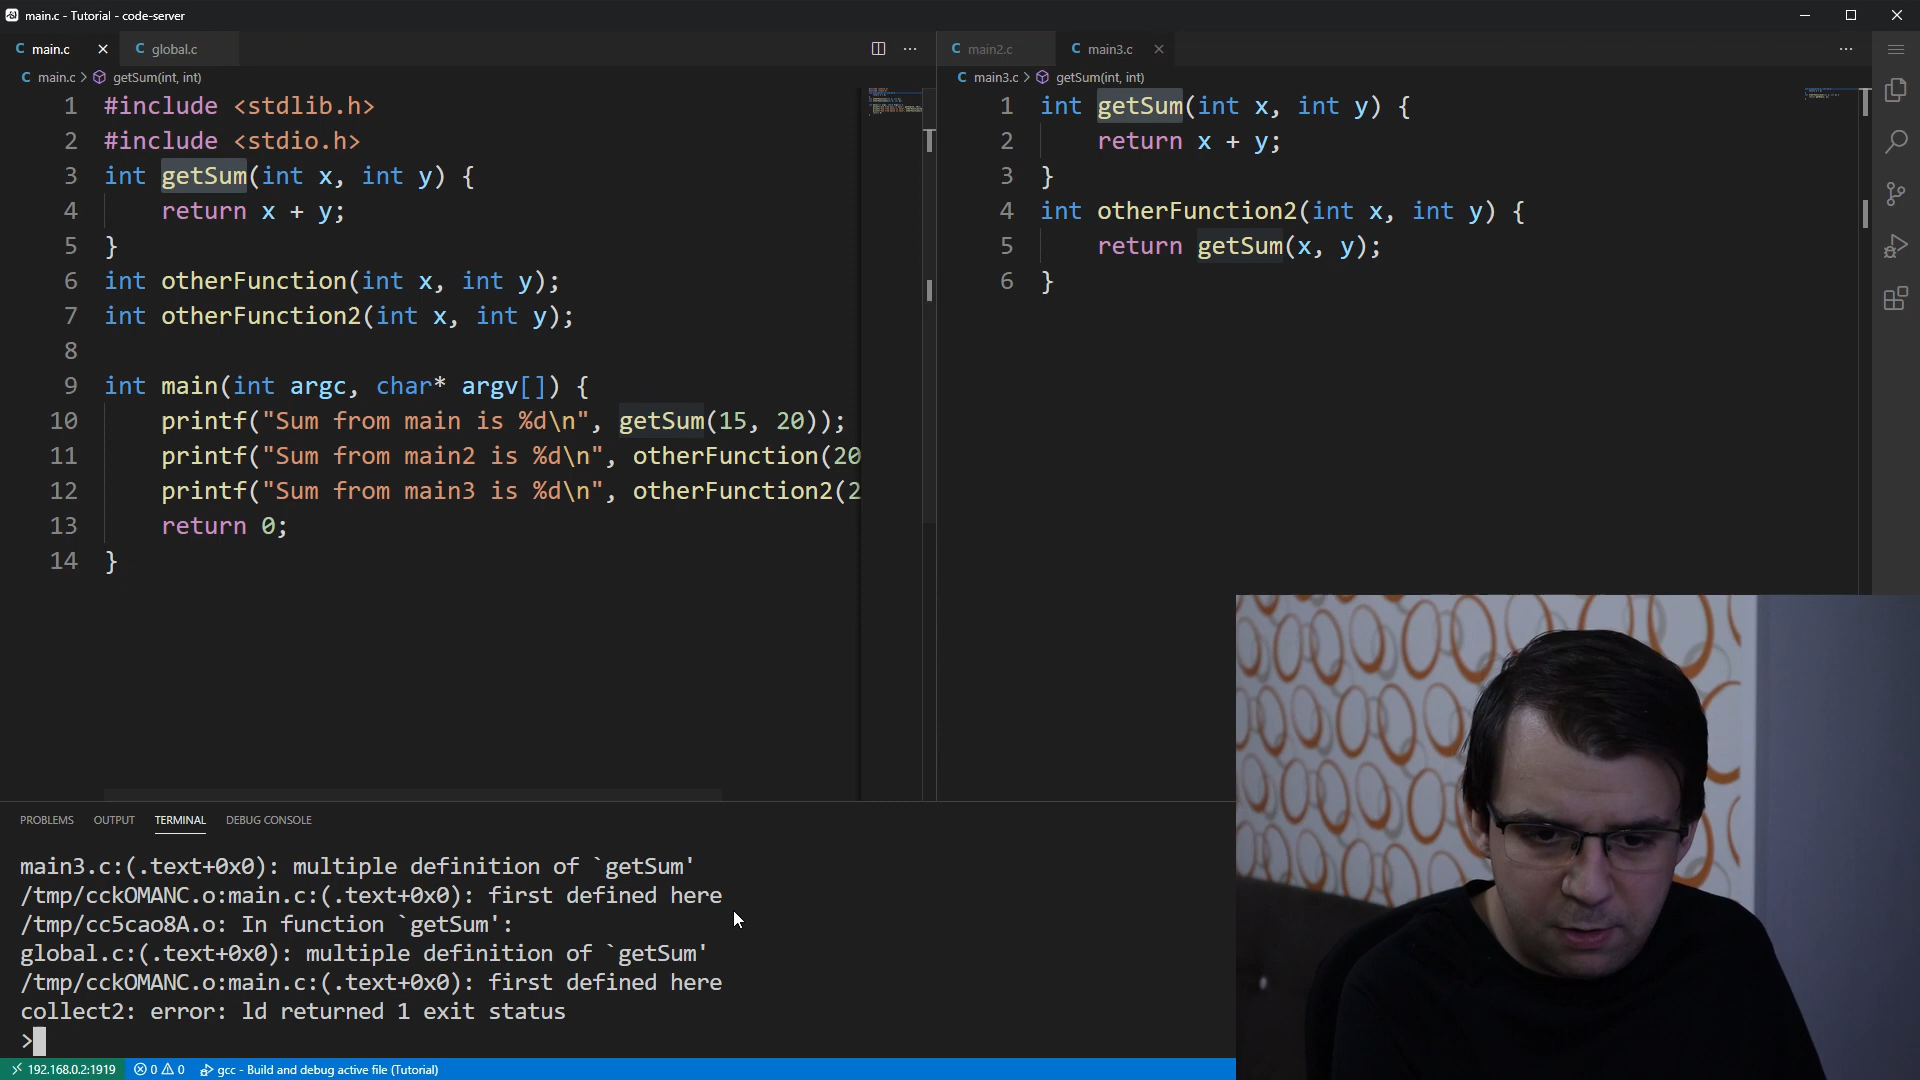 main.c - Tutorial - code-server
main.c
global.c
main.c > getSum(int, int)
1 #include <stdlib.h>
2 #include <stdio.h>
3 int getSum(int x, int y) {
4 return x + y;
5 }
6 int otherFunction(int x, int y);
7 int otherFunction2(int x, int y);
8
9 int main(int argc, char* argv[]) {
10 printf("Sum from main is %d\n", getSum(15, 20));
11 printf("Sum from main2 is %d\n", otherFunction(20
12 printf("Sum from main3 is %d\n", otherFunction2(2
13 return 0;
14 }
main2.c
main3.c
main3.c > getSum(int, int)
1 int getSum(int x, int y) {
2 return x + y;
3 }
4 int otherFunction2(int x, int y) {
5 return getSum(x, y);
6 }
PROBLEMS OUTPUT TERMINAL DEBUG CONSOLE
main3.c:(.text+0x0): multiple definition of `getSum'
/tmp/cckOMANC.o:main.c:(.text+0x0): first defined here
/tmp/cc5cao8A.o: In function `getSum':
global.c:(.text+0x0): multiple definition of `getSum'
/tmp/cckOMANC.o:main.c:(.text+0x0): first defined here
collect2: error: ld returned 1 exit status
>
192.168.0.2:1919 0 0 gcc - Build and debug active file (Tutorial)